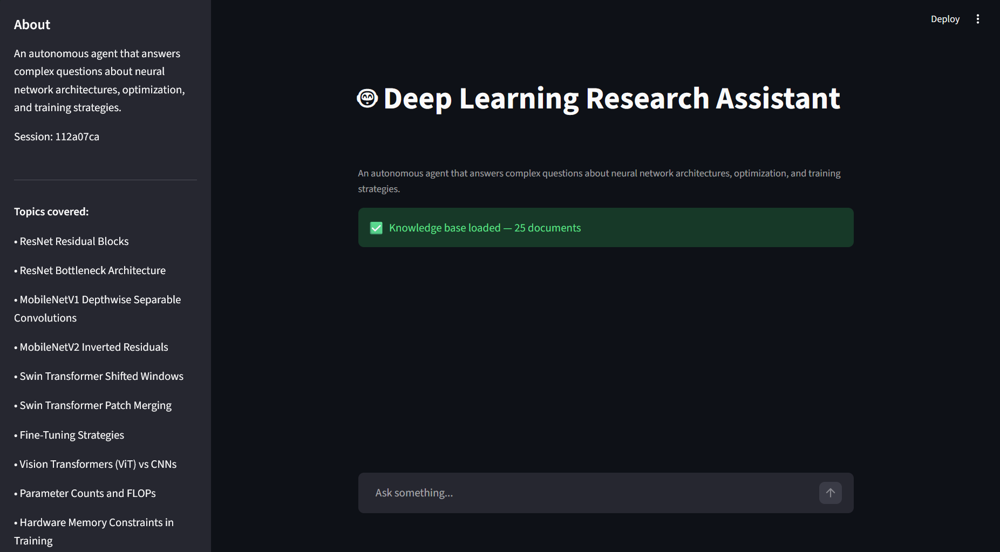 About
An autonomous agent that answers
complex questions about neural
network architectures, optimization,
and training strategies.
Session: 112a07ca
Topics covered:
• ResNet Residual Blocks
• ResNet Bottleneck Architecture
• MobileNetV1 Depthwise Separable
Convolutions
• MobileNetV2 Inverted Residuals
• Swin Transformer Shifted Windows
• Swin Transformer Patch Merging
• Fine-Tuning Strategies
• Vision Transformers (ViT) vs CNNs
• Parameter Counts and FLOPs
• Hardware Memory Constraints in
Training
Deploy
Deep Learning Research Assistant
An autonomous agent that answers complex questions about neural network architectures, optimization, and training
strategies.
✅ Knowledge base loaded — 25 documents
Ask something...